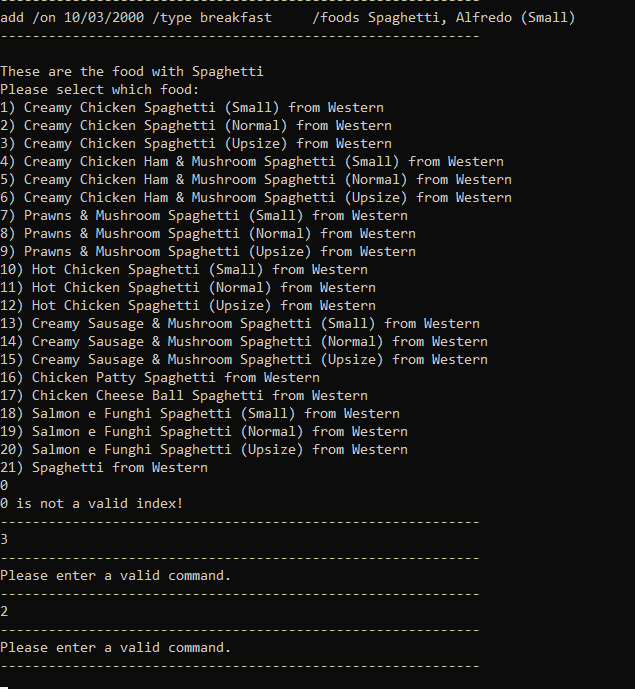 ------------------------------------------------------------
add /on 10/03/2000 /type breakfast     /foods Spaghetti, Alfredo (Small)
------------------------------------------------------------
These are the food with Spaghetti
Please select which food:
1) Creamy Chicken Spaghetti (Small) from Western
2) Creamy Chicken Spaghetti (Normal) from Western
3) Creamy Chicken Spaghetti (Upsize) from Western
4) Creamy Chicken Ham & Mushroom Spaghetti (Small) from Western
5) Creamy Chicken Ham & Mushroom Spaghetti (Normal) from Western
6) Creamy Chicken Ham & Mushroom Spaghetti (Upsize) from Western
7) Prawns & Mushroom Spaghetti (Small) from Western
8) Prawns & Mushroom Spaghetti (Normal) from Western
9) Prawns & Mushroom Spaghetti (Upsize) from Western
10) Hot Chicken Spaghetti (Small) from Western
11) Hot Chicken Spaghetti (Normal) from Western
12) Hot Chicken Spaghetti (Upsize) from Western
13) Creamy Sausage & Mushroom Spaghetti (Small) from Western
14) Creamy Sausage & Mushroom Spaghetti (Normal) from Western
15) Creamy Sausage & Mushroom Spaghetti (Upsize) from Western
16) Chicken Patty Spaghetti from Western
17) Chicken Cheese Ball Spaghetti from Western
18) Salmon e Funghi Spaghetti (Small) from Western
19) Salmon e Funghi Spaghetti (Normal) from Western
20) Salmon e Funghi Spaghetti (Upsize) from Western
21) Spaghetti from Western
0
0 is not a valid index!
------------------------------------------------------------
3
------------------------------------------------------------
Please enter a valid command.
------------------------------------------------------------
2
------------------------------------------------------------
Please enter a valid command.
------------------------------------------------------------